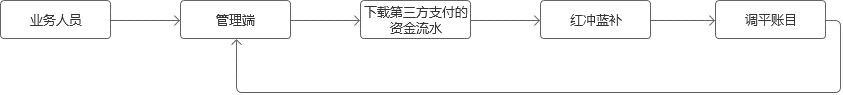 业务人员
管理端
下载第三方支付的
资金流水
红冲蓝补
调平账目